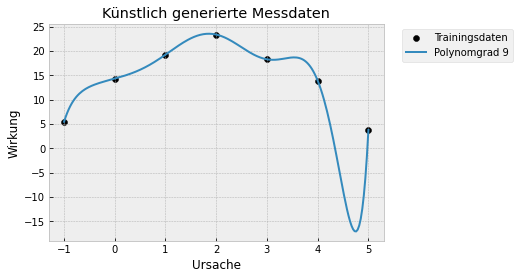 Künstlich generierte Messdaten
Trainingsdaten
Polynomgrad 9
Wirkung
25
20
15
10
5
0
−5
−10
−15
−1 0 1 2 3 4 5
Ursache